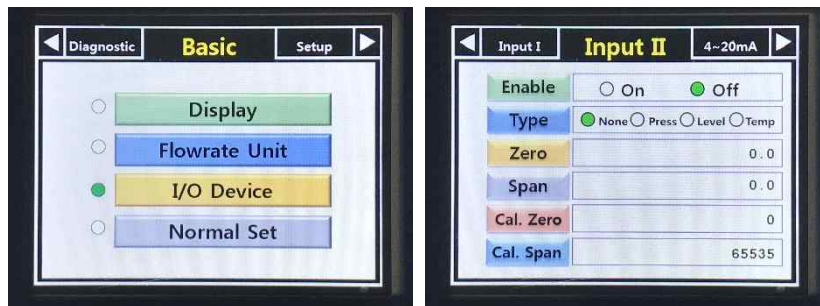 Diagnostic Basic Setup
Display
Flowrate Unit
I/O Device
Normal Set
Input I Input II 4~20mA
Enable On Off
Type None Press Level Temp
Zero 0.0
Span 0.0
Cal. Zero 0
Cal. Span 65535